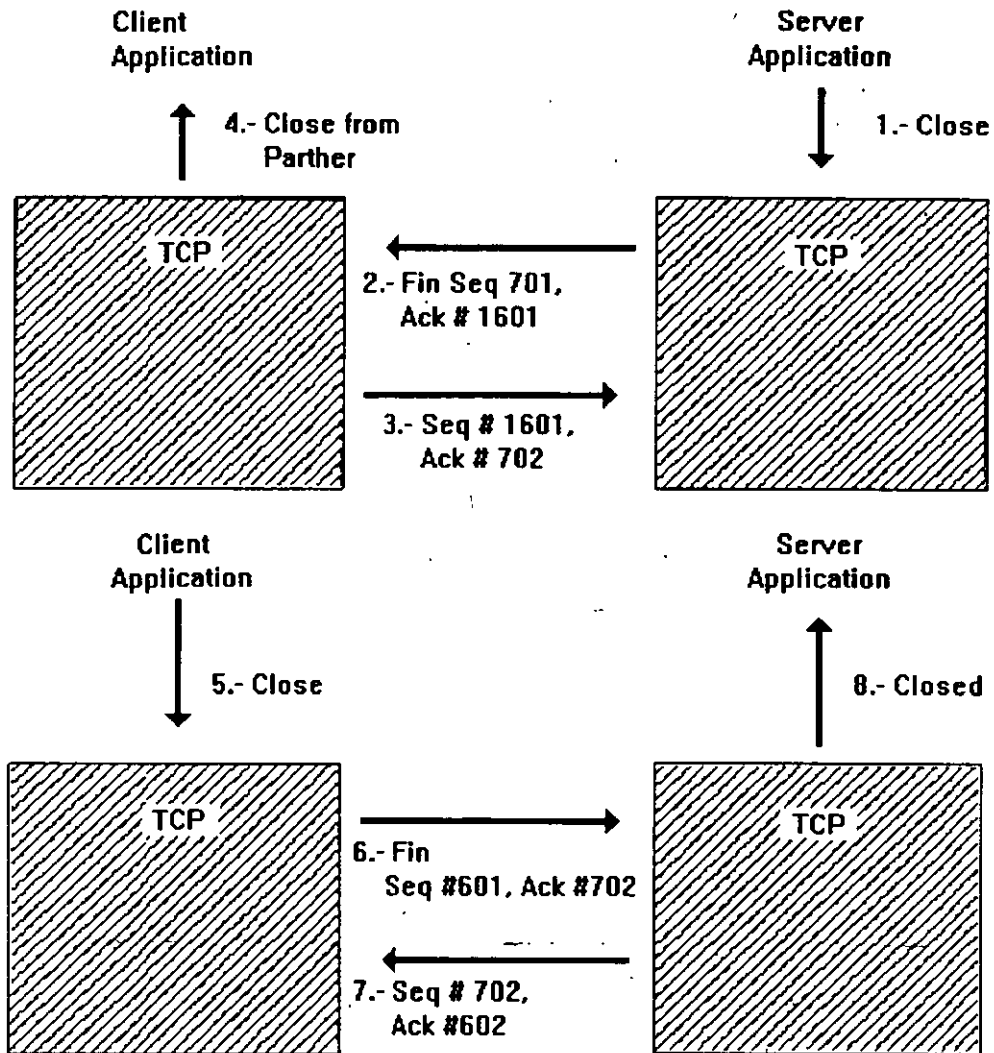 Client
Application
Server
Application
4.- Close from
Parther
1.- Close
TCP
TCP
2.- Fin Seq 701,
Ack # 1601
3.- Seq # 1601,
Ack # 702
Client
Application
Server
Application
5.- Close
8.- Closed
TCP
TCP
6.- Fin
Seq #601, Ack #702
7.- Seq # 702,
Ack #602